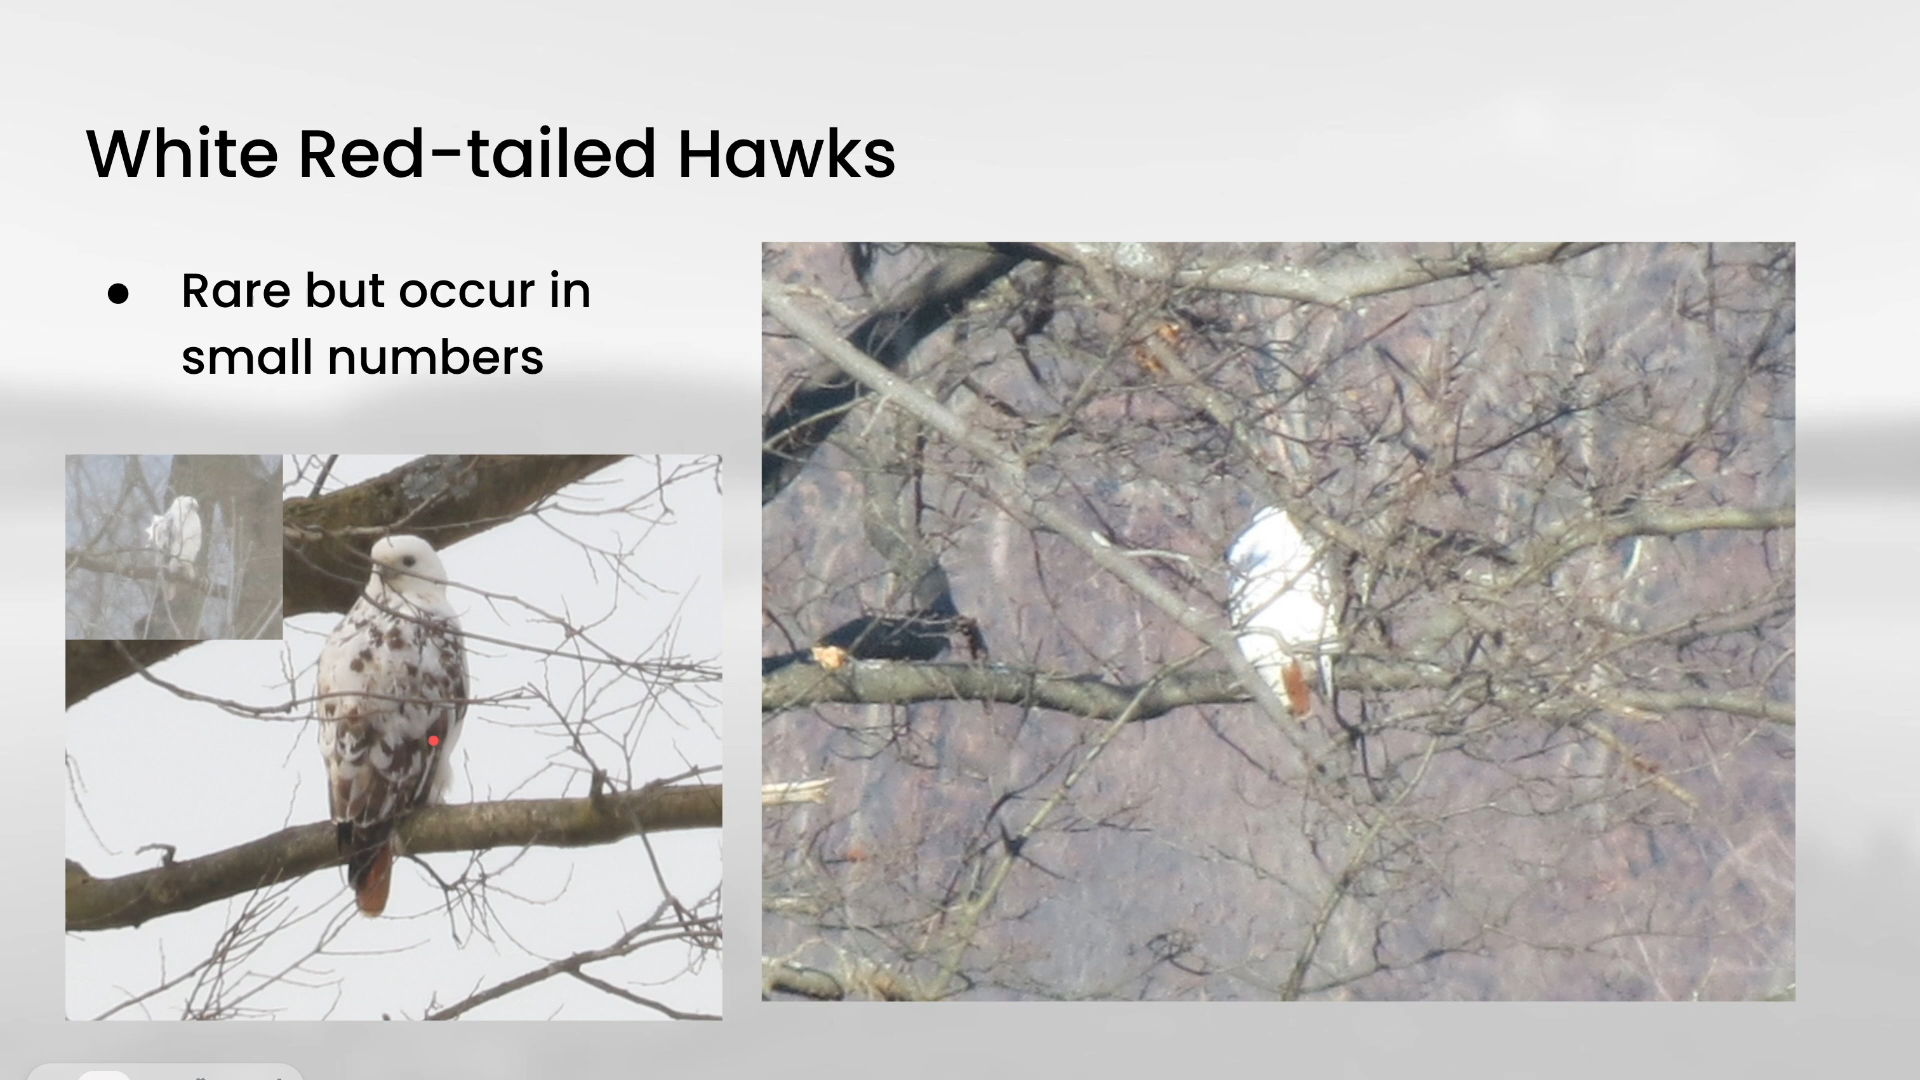 White Red-tailed Hawks
● Rare but occur in
small numbers